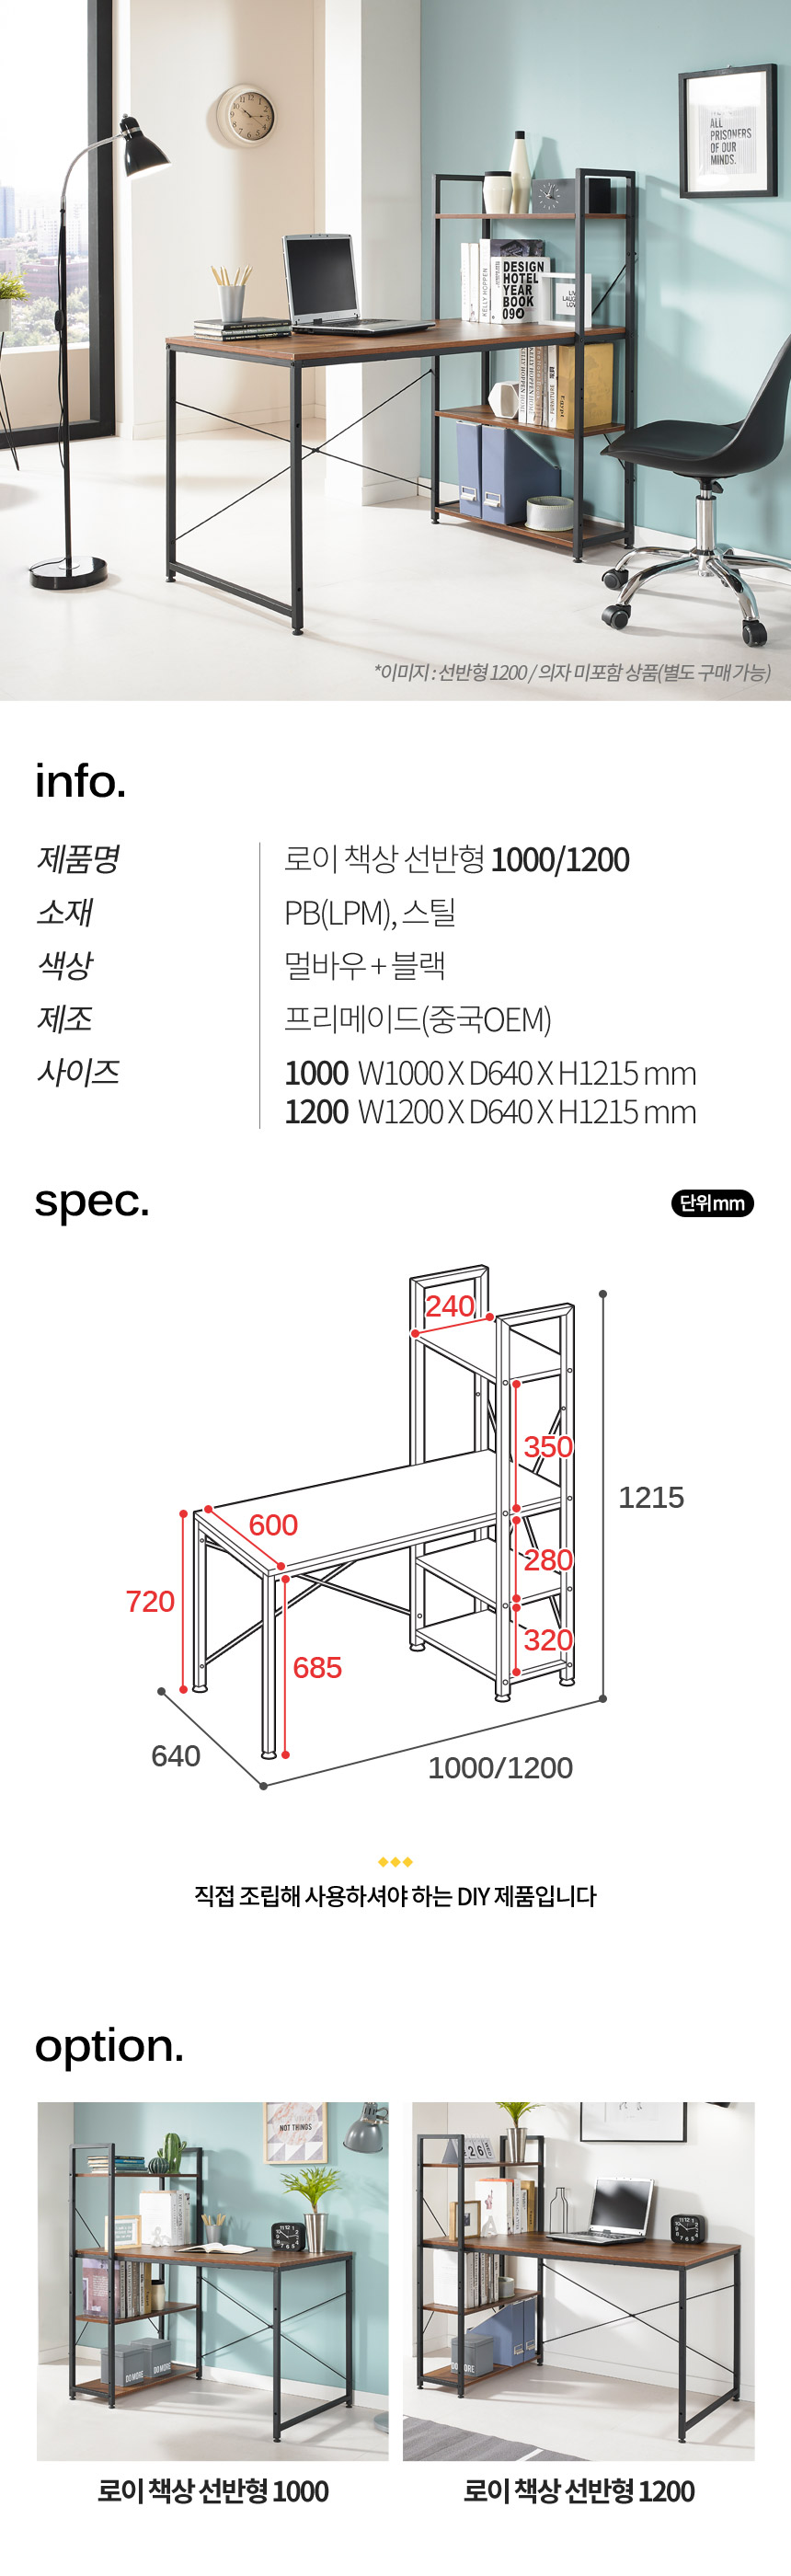 ALL
PRISONERS
OF OUR
MINDS.
KELLY HOPPEN
DESIGN
HOTEL
YEAR
BOOK
09
*이미지 : 선반형 1200 / 의자 미포함 상품(별도 구매 가능)
info.
제품명 로이 책상 선반형 1000/1200
소재 PB(LPM), 스틸
색상 멀바우 + 블랙
제조 프리메이드(중국OEM)
사이즈 1000 W1000 X D640 X H1215 mm
1200 W1200 X D640 X H1215 mm
spec.
단위mm
240
350
1215
600
280
720
320
685
640
1000/1200
직접 조립해 사용하셔야 하는 DIY 제품입니다
option.
NOT THINGS
26
DO MORE
DO MORE
DO MORE
로이 책상 선반형 1000
로이 책상 선반형 1200